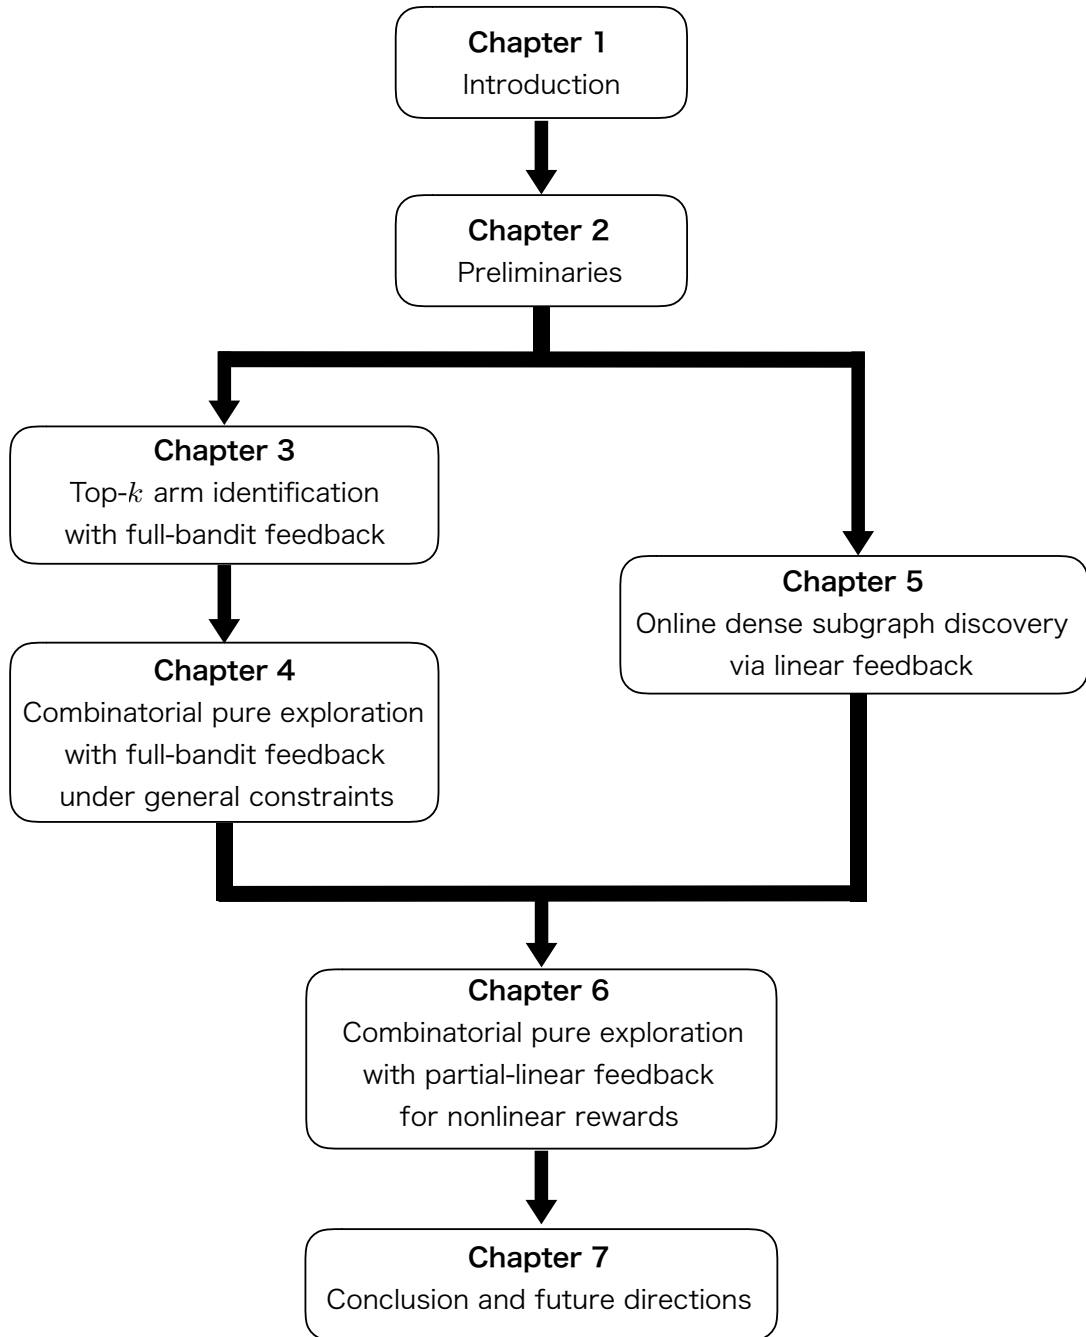 Chapter 1
Introduction
Chapter 2
Preliminaries
Chapter 3
Top-k arm identification
with full-bandit feedback
Chapter 4
Combinatorial pure exploration
with full-bandit feedback
under general constraints
Chapter 5
Online dense subgraph discovery
via linear feedback
Chapter 6
Combinatorial pure exploration
with partial-linear feedback
for nonlinear rewards
Chapter 7
Conclusion and future directions